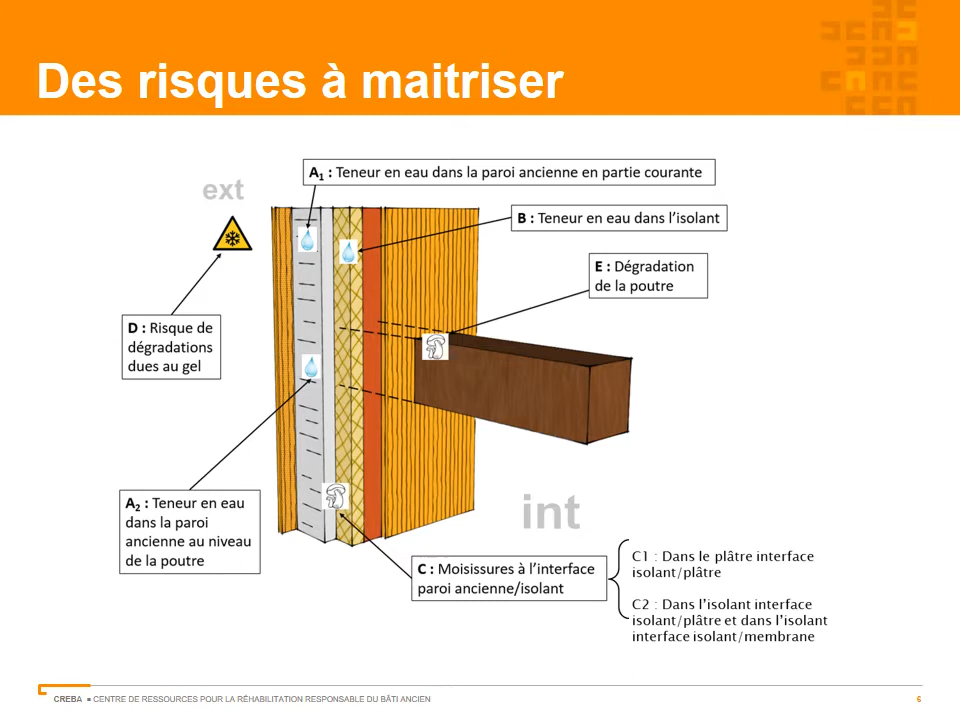 Des risques à maitriser
ext
A1 : Teneur en eau dans la paroi ancienne en partie courante
B : Teneur en eau dans l'isolant
E : Dégradation
de la poutre
D : Risque de
dégradations
dues au gel
A2 : Teneur en eau
dans la paroi
ancienne au niveau
de la poutre
int
C : Moisissures à l'interface
paroi ancienne/isolant
C1 : Dans le plâtre interface
isolant/plâtre
C2 : Dans l'isolant interface
isolant/plâtre et dans l'isolant
interface isolant/membrane
CREBA ■ CENTRE DE RESSOURCES POUR LA RÉHABILITATION RESPONSABLE DU BÂTI ANCIEN
6